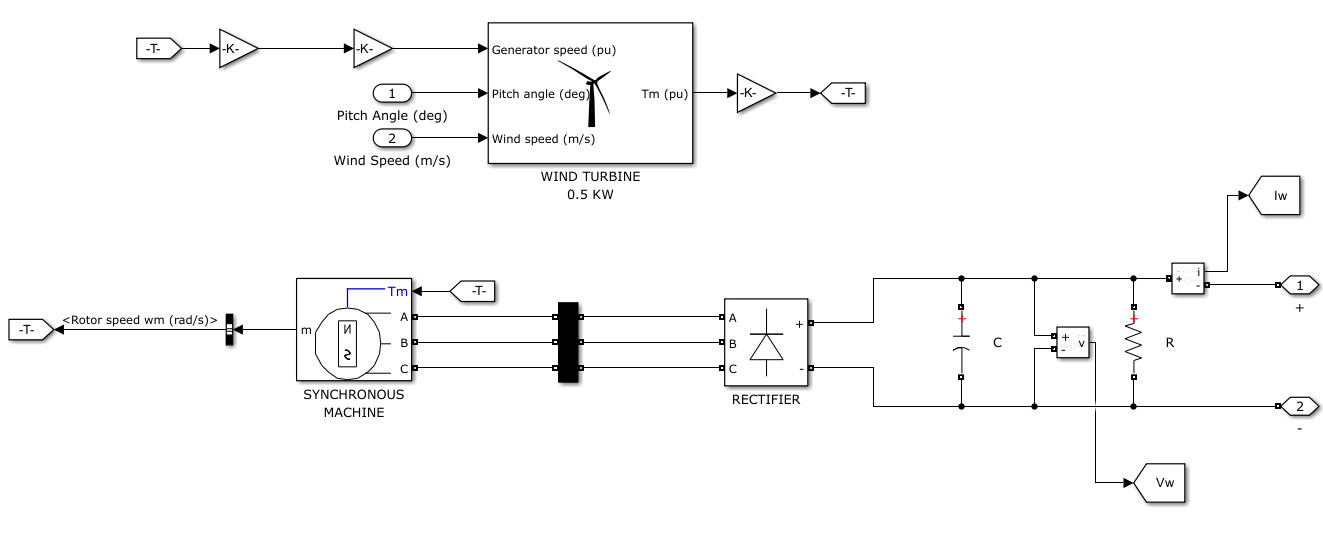 -T-
-K-
-K-
Generator speed (pu)
1
Pitch angle (deg)
Pitch Angle (deg)
2
Wind speed (m/s)
Wind Speed (m/s)
Tm (pu)
-K-
-T-
WIND TURBINE
0.5 KW
Iw
-T-
<Rotor speed wm (rad/s)>
m
Tm
-T-
A
B
C
N
SYNCHRONOUS
MACHINE
A
B
C
+
-
RECTIFIER
+
C
+
-
v
+
R
+
i
-
1
+
2
-
Vw